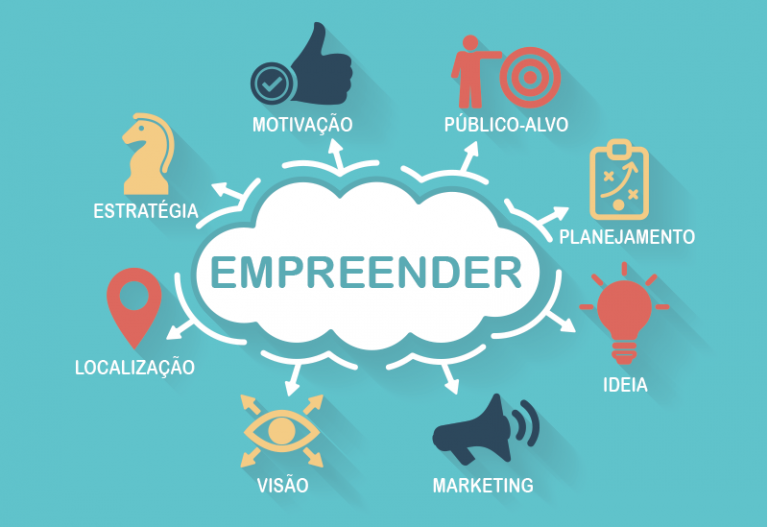 MOTIVAÇÃO
PÚBLICO-ALVO
ESTRATÉGIA
PLANEJAMENTO
EMPREENDER
LOCALIZAÇÃO
IDEIA
VISÃO
MARKETING